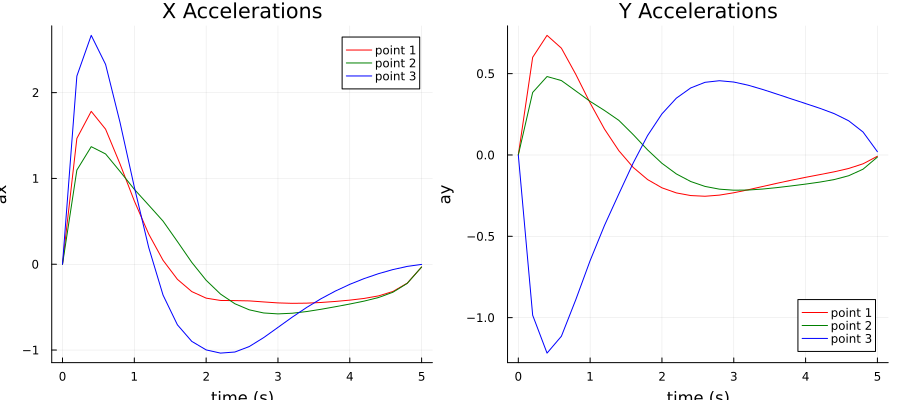 X Accelerations
ax
2
1
0
−1
0 1 2 3 4 5
time (s)
point 1
point 2
point 3
Y Accelerations
ay
0.5
0.0
−0.5
−1.0
0 1 2 3 4 5
time (s)
point 1
point 2
point 3